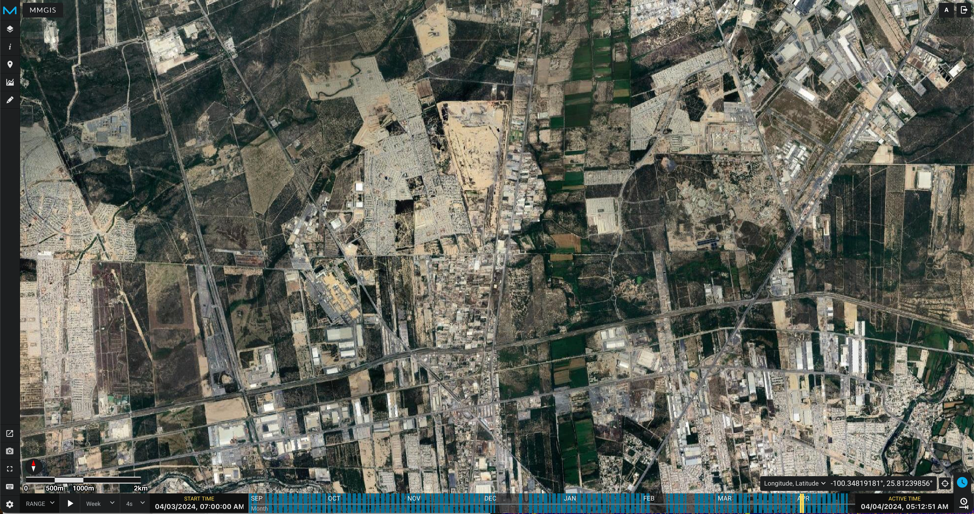 MMGIS
A
0 500m 1000m 2km
Longitude, Latitude -100.34819181°, 25.81239856°
RANGE Week 4s
START TIME
04/03/2024, 07:00:00 AM
SEP OCT NOV DEC JAN FEB MAR APR
Month
ACTIVE TIME
04/04/2024, 05:12:51 AM